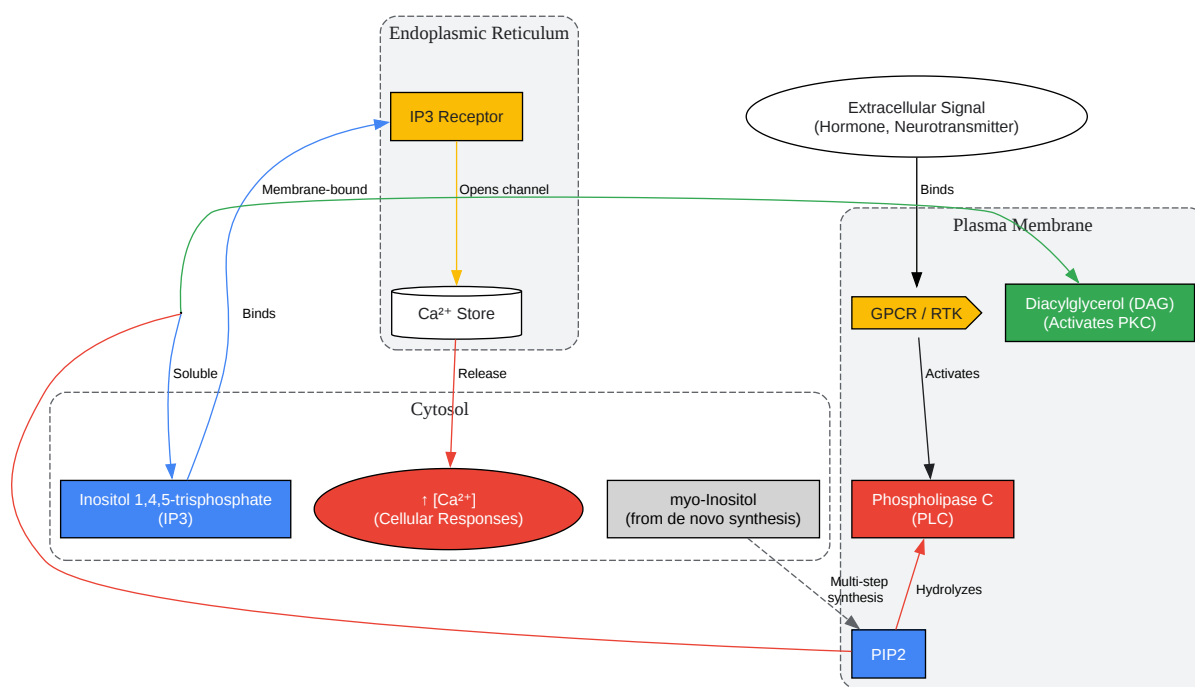 Endoplasmic Reticulum
IP3 Receptor
Extracellular Signal
(Hormone, Neurotransmitter)
Membrane-bound
Opens channel
Binds
Plasma Membrane
Ca²⁺ Store
Binds
GPCR / RTK
Diacylglycerol (DAG)
(Activates PKC)
Soluble
Release
Activates
Cytosol
Inositol 1,4,5-trisphosphate
(IP3)
↑ [Ca²⁺]
(Cellular Responses)
myo-Inositol
(from de novo synthesis)
Phospholipase C
(PLC)
Multi-step
synthesis
Hydrolyzes
PIP2